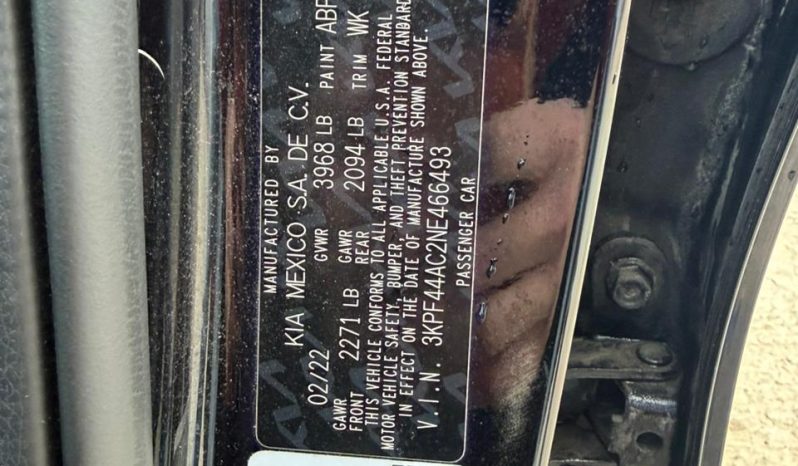 MANUFACTURED BY
KIA MEXICO S.A. DE C.V.
02/22 GVWR 3968 LB PAINT
GAWR FRONT 2271 LB GAWR REAR 2094 LB TRIM WK
THIS VEHICLE CONFORMS TO ALL APPLICABLE U.S.A. FEDERAL
MOTOR VEHICLE SAFETY, BUMPER, AND THEFT PREVENTION STANDARD
IN EFFECT ON THE DATE OF MANUFACTURE SHOWN ABOVE.
V.I.N. 3KPF44AC2NE466493
PASSENGER CAR